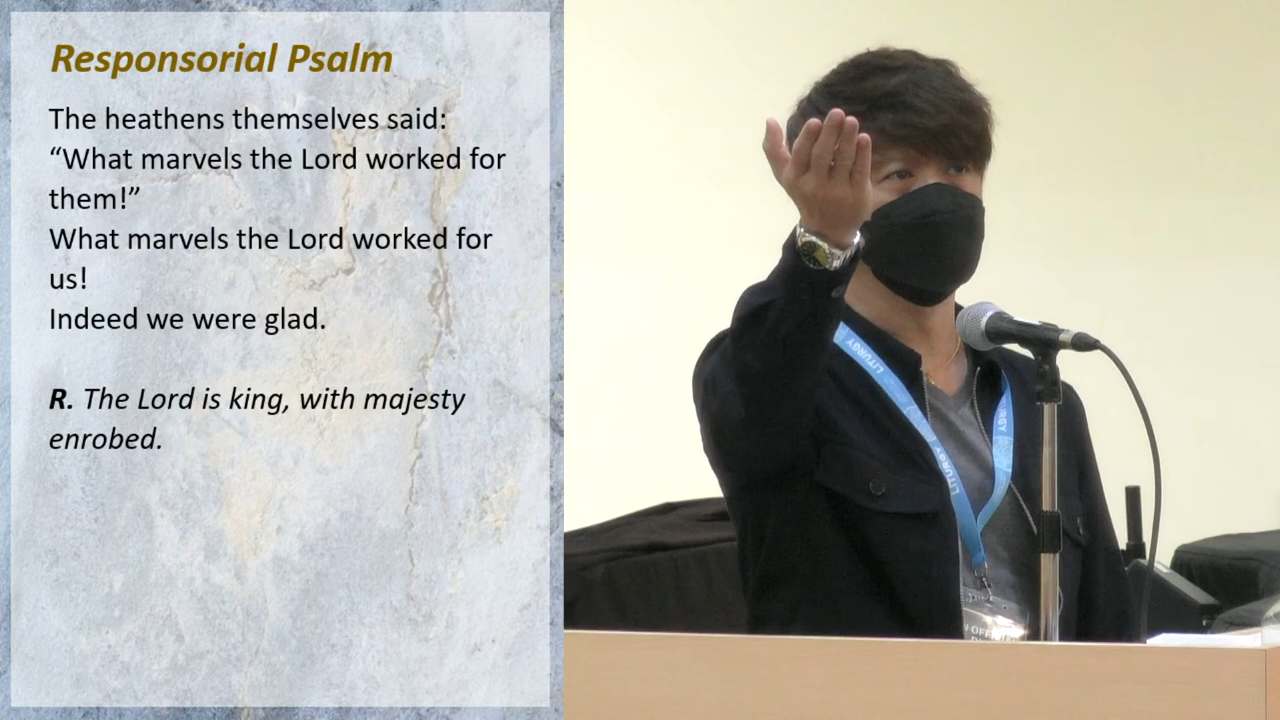 Responsorial Psalm
The heathens themselves said:
“What marvels the Lord worked for
them!”
What marvels the Lord worked for
us!
Indeed we were glad.
R. The Lord is king, with majesty
enrobed.
LITURGY
LITURGY